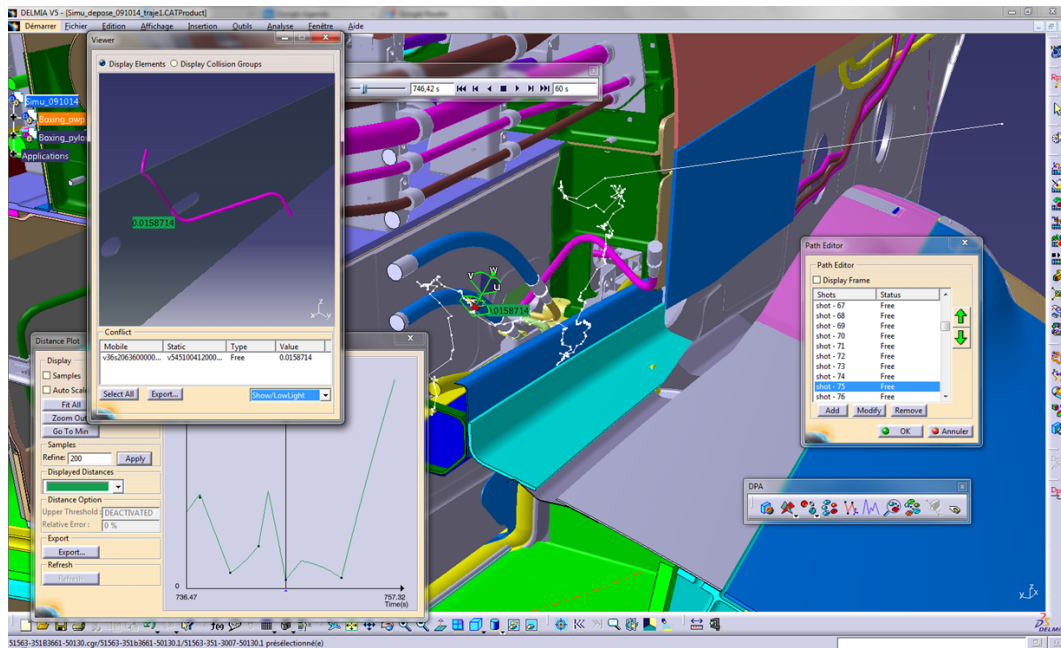 DELMIA V5 - [Simu_depose_091014_traje1.CATProduct]
Démarrer Fichier Edition Affichage Insertion Outils Analyse Fenêtre Aide
Viewer
Display Elements Display Collision Groups
746,42 s 60 s
Simu_091014
Boxing_pwp
Boxing_pylo
Applications
0.0158714
v w
u
0.0158714
Z
X Y
Conflict
Mobile Static Type Value
v36s2063600000... v545100412000... Free 0.0158714
Select All Export... Show/LowLight
Path Editor
Path Editor
Display Frame
Shots Status
shot - 67 Free
shot - 68 Free
shot - 69 Free
shot - 70 Free
shot - 71 Free
shot - 72 Free
shot - 73 Free
shot - 74 Free
shot - 75 Free
shot - 76 Free
Add Modify Remove
OK Annuler
Distance Plot
Display
Samples
Auto Scale
Fit All
Zoom Out
Go To Min
Samples
Refine: 200 Apply
Displayed Distances
Distance Option
Upper Threshold : DEACTIVATED
Relative Error : 0 %
Export
Export...
Refresh
Refresh
0
736.47 757.32
Time(s)
DPA
y Z x
DELMIA
51563-35183661-50130.cgr/51563-351b3661-50130.1/51563-351-3007-50130.1 présélectionné(e)